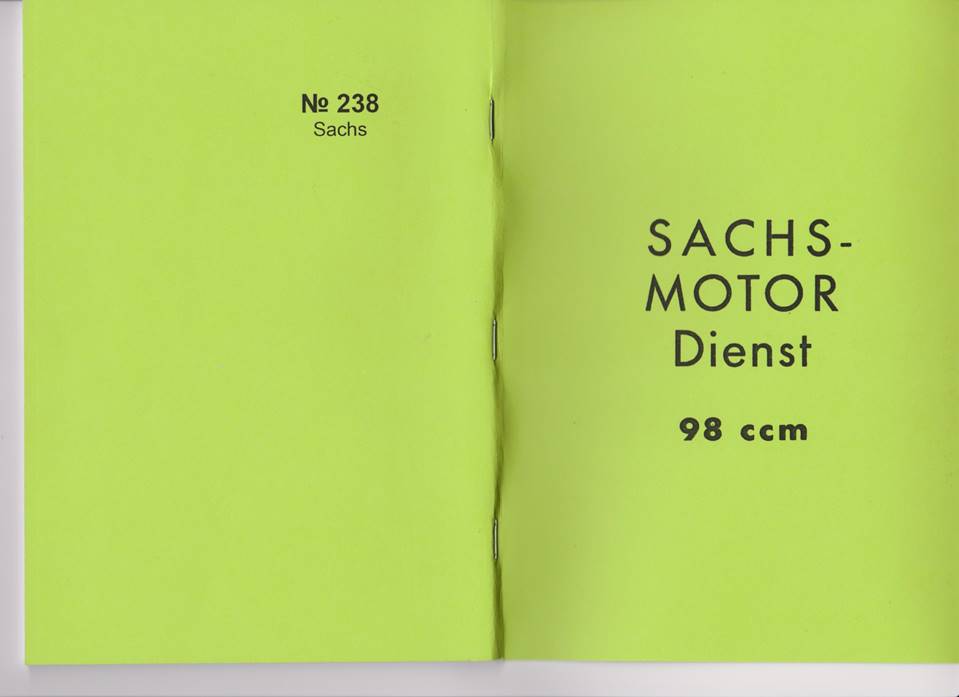 № 238
Sachs
SACHS-
MOTOR
Dienst
98 ccm